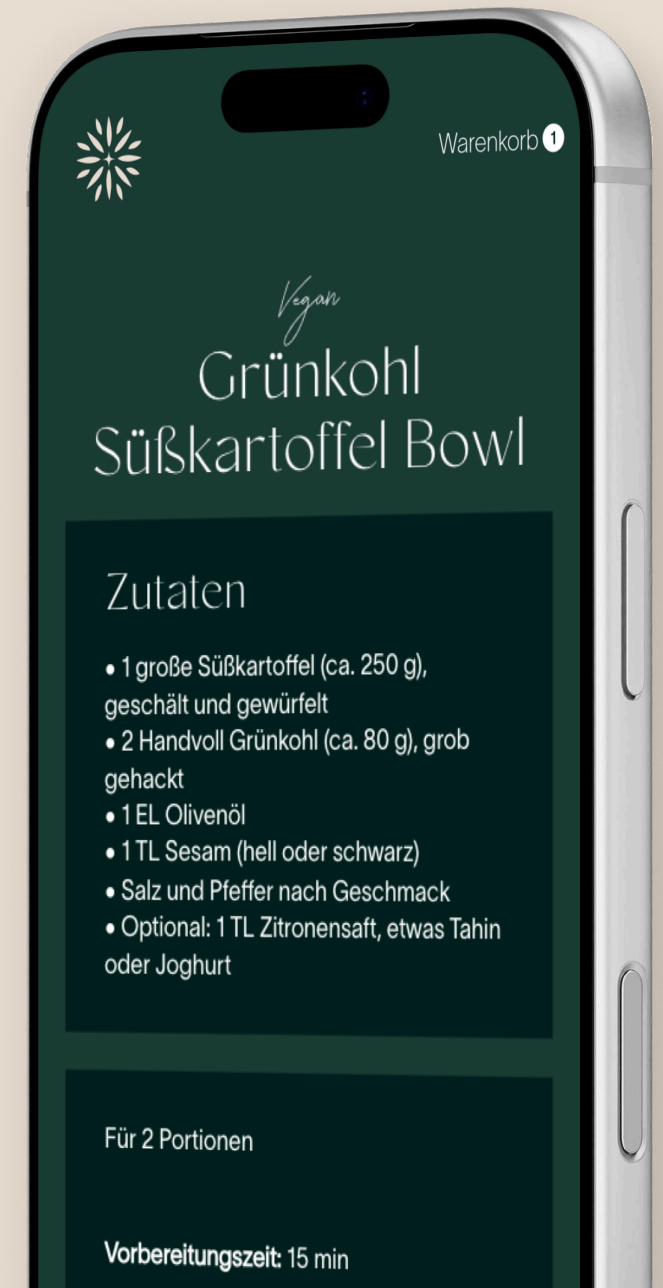 Warenkorb 1
Vegan
Grünkohl
Süßkartoffel Bowl
Zutaten
• 1 große Süßkartoffel (ca. 250 g),
geschält und gewürfelt
• 2 Handvoll Grünkohl (ca. 80 g), grob
gehackt
• 1 EL Olivenöl
• 1 TL Sesam (hell oder schwarz)
• Salz und Pfeffer nach Geschmack
• Optional: 1 TL Zitronensaft, etwas Tahin
oder Joghurt
Für 2 Portionen
Vorbereitungszeit: 15 min